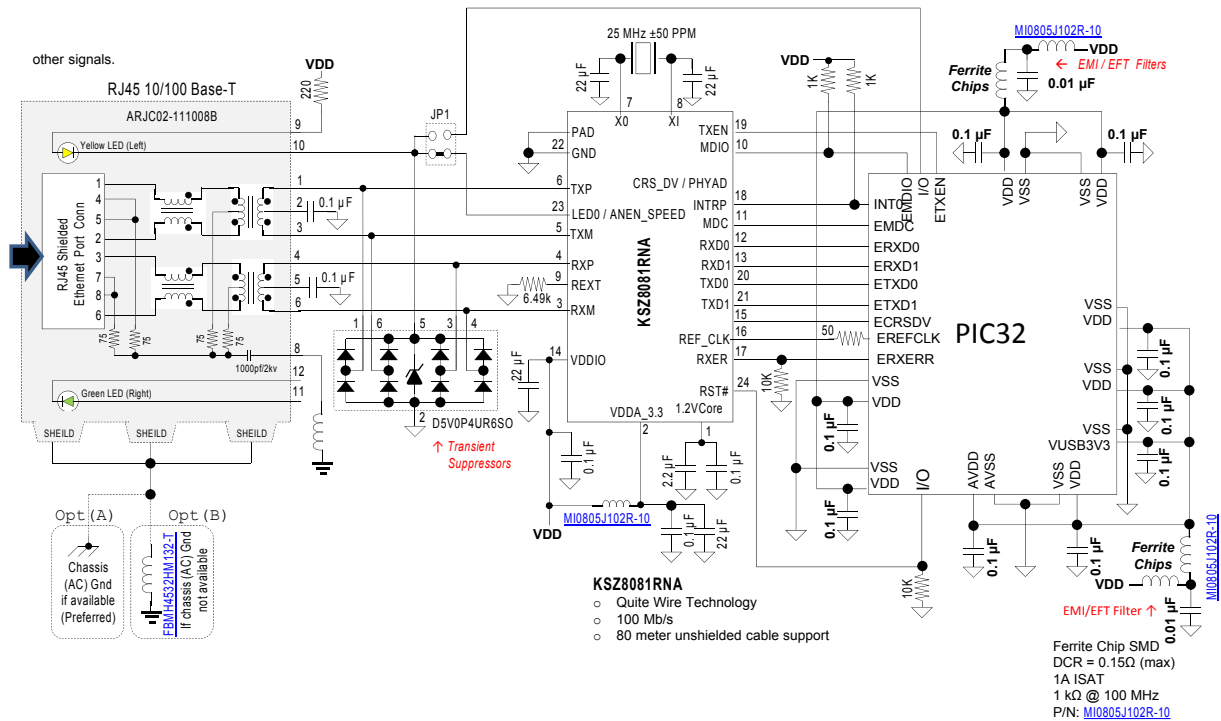 other signals.
RJ45 10/100 Base-T
ARJC02-111008B
Yellow LED (Left)
RJ45 Shielded
Ethernet Port Conn
1
4
5
2
3
7
8
6
75
75
75
75
1000pf/2kv
Green LED (Right)
SHEILD
SHEILD
SHEILD
VDD
220
9
10
1
2
3
4
5
6
8
12
11
0.1 µF
0.1 µF
Opt(A)
Chassis
(AC) Gnd
if available
(Preferred)
Opt(B)
FBMH4532HM132-T
If chassis (AC) Gnd
not available
JP1
1
6
5
3
4
2
D5V0P4UR6SO
↑ Transient
Suppressors
25 MHz ±50 PPM
22 µF
22 µF
7
8
X0
XI
PAD
22
GND
6
TXP
23
LED0 / ANEN_SPEED
5
TXM
4
RXP
9
REXT
6.49k
3
RXM
14
VDDIO
22 µF
KSZ8081RNA
TXEN
19
MDIO
10
CRS_DV / PHYAD
INTRP
18
MDC
11
RXD0
12
RXD1
13
TXD0
20
TXD1
21
15
REF_CLK
16
RXER
17
RST#
24
VDDA_3.3
1.2VCore
2
1
0.1 µF
2.2 µF
0.1 µF
MI0805J102R-10
VDD
0.1 µF
22 µF
KSZ8081RNA
○ Quite Wire Technology
○ 100 Mb/s
○ 80 meter unshielded cable support
VDD
1K
1K
50
10K
10K
MI0805J102R-10
VDD
← EMI / EFT Filters
Ferrite
Chips
0.01 µF
0.1 µF
0.1 µF
EMDIO
I/O
ETXEN
VDD
VSS
VSS
VDD
INT0
EMDC
ERXD0
ERXD1
ETXD0
ETXD1
ECRSDV
EREFCLK
ERXERR
VSS
VDD
VSS
VDD
PIC32
VSS
VDD
VSS
VDD
VSS
VUSB3V3
I/O
AVDD
AVSS
VSS
VDD
0.1 µF
0.1 µF
0.1 µF
0.1 µF
0.1 µF
0.1 µF
0.1 µF
Ferrite
Chips
MI0805J102R-10
VDD
EMI/EFT Filter ↑
0.01 µF
Ferrite Chip SMD
DCR = 0.15Ω (max)
1A ISAT
1 kΩ @ 100 MHz
P/N: MI0805J102R-10